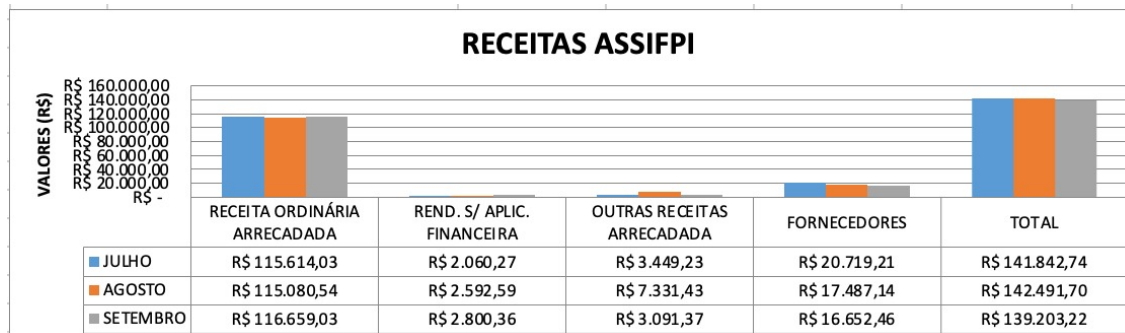 RECEITAS ASSIFPI
VALORES (R$)
R$ 160.000,00
R$ 140.000,00
R$ 120.000,00
R$ 100.000,00
R$ 80.000,00
R$ 60.000,00
R$ 40.000,00
R$ 20.000,00
R$ -
RECEITA ORDINÁRIA ARRECADADA REND. S/ APLIC. FINANCEIRA OUTRAS RECEITAS ARRECADADA FORNECEDORES TOTAL
JULHO R$ 115.614,03 R$ 2.060,27 R$ 3.449,23 R$ 20.719,21 R$ 141.842,74
AGOSTO R$ 115.080,54 R$ 2.592,59 R$ 7.331,43 R$ 17.487,14 R$ 142.491,70
SETEMBRO R$ 116.659,03 R$ 2.800,36 R$ 3.091,37 R$ 16.652,46 R$ 139.203,22